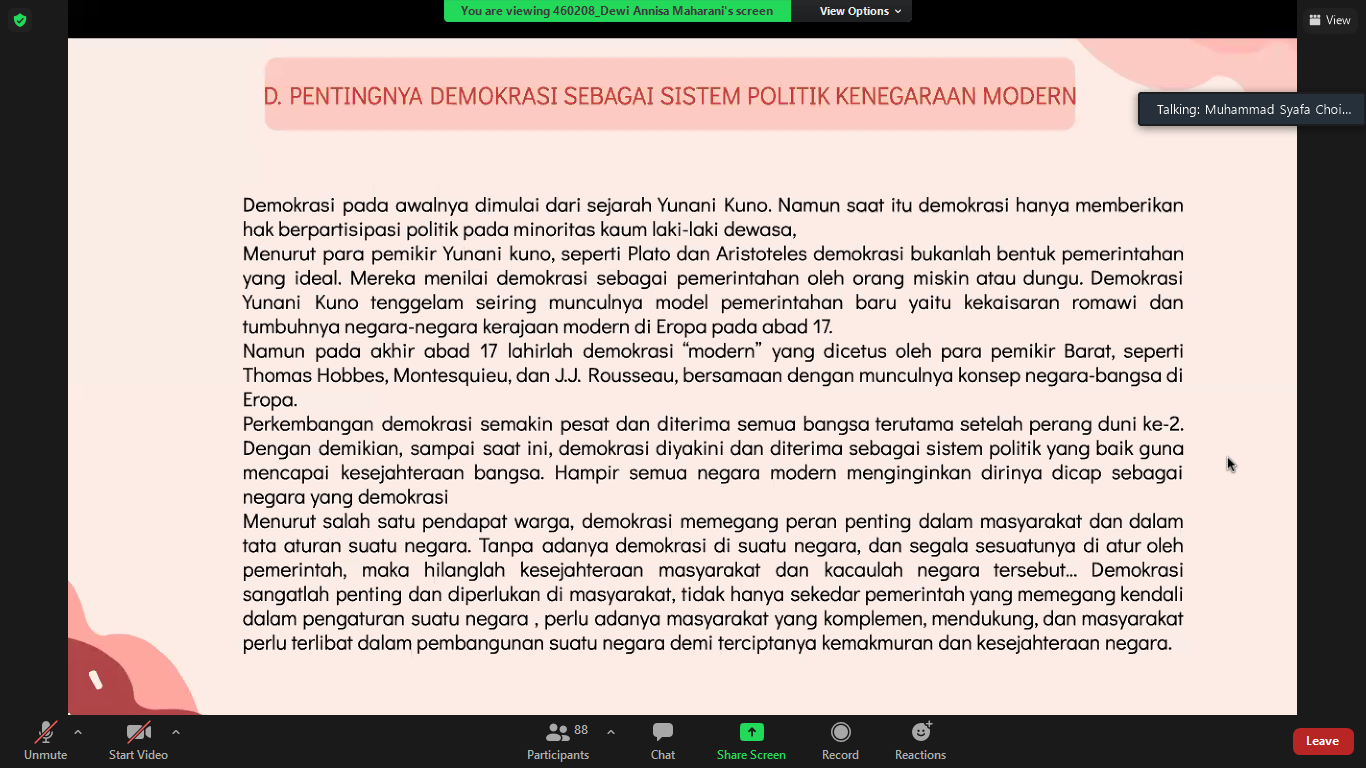 You are viewing 460208_Dewi Annisa Maharani's screen
View Options
View
D. PENTINGNYA DEMOKRASI SEBAGAI SISTEM POLITIK KENEGARAAN MODERN
Talking: Muhammad Syafa Choi...
Demokrasi pada awalnya dimulai dari sejarah Yunani Kuno. Namun saat itu demokrasi hanya memberikan
hak berpartisipasi politik pada minoritas kaum laki-laki dewasa,
Menurut para pemikir Yunani kuno, seperti Plato dan Aristoteles demokrasi bukanlah bentuk pemerintahan
yang ideal. Mereka menilai demokrasi sebagai pemerintahan oleh orang miskin atau dungu. Demokrasi
Yunani Kuno tenggelam seiring munculnya model pemerintahan baru yaitu kekaisaran romawi dan
tumbuhnya negara-negara kerajaan modern di Eropa pada abad 17.
Namun pada akhir abad 17 lahirlah demokrasi “modern” yang dicetus oleh para pemikir Barat, seperti
Thomas Hobbes, Montesquieu, dan J.J. Rousseau, bersamaan dengan munculnya konsep negara-bangsa di
Eropa.
Perkembangan demokrasi semakin pesat dan diterima semua bangsa terutama setelah perang duni ke-2.
Dengan demikian, sampai saat ini, demokrasi diyakini dan diterima sebagai sistem politik yang baik guna
mencapai kesejahteraan bangsa. Hampir semua negara modern menginginkan dirinya dicap sebagai
negara yang demokrasi
Menurut salah satu pendapat warga, demokrasi memegang peran penting dalam masyarakat dan dalam
tata aturan suatu negara. Tanpa adanya demokrasi di suatu negara, dan segala sesuatunya di atur oleh
pemerintah, maka hilanglah kesejahteraan masyarakat dan kacaulah negara tersebut... Demokrasi
sangatlah penting dan diperlukan di masyarakat, tidak hanya sekedar pemerintah yang memegang kendali
dalam pengaturan suatu negara , perlu adanya masyarakat yang komplemen, mendukung, dan masyarakat
perlu terlibat dalam pembangunan suatu negara demi terciptanya kemakmuran dan kesejahteraan negara.
Unmute
Start Video
88
Participants
Chat
Share Screen
Record
Reactions
Leave